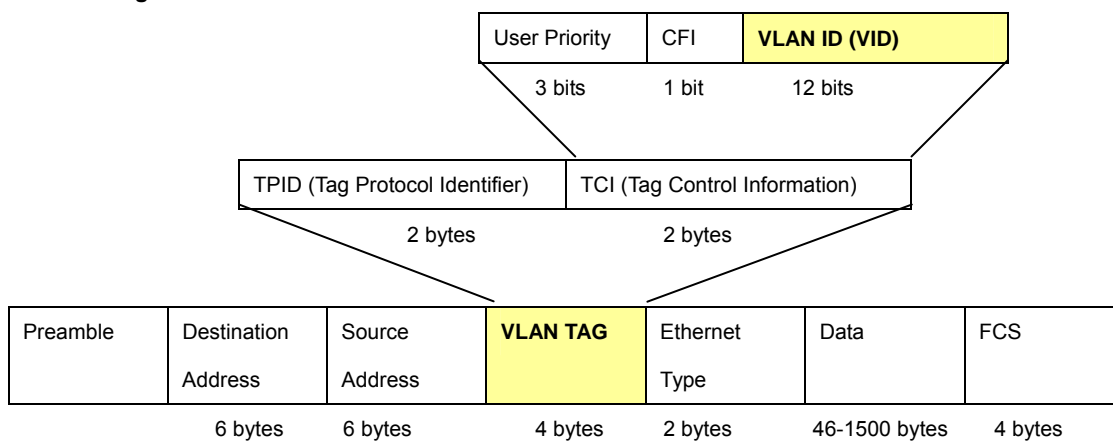 User Priority CFI VLAN ID (VID)
3 bits 1 bit 12 bits
TPID (Tag Protocol Identifier) TCI (Tag Control Information)
2 bytes 2 bytes
Preamble Destination Address Source Address VLAN TAG Ethernet Type Data FCS
6 bytes 6 bytes 4 bytes 2 bytes 46-1500 bytes 4 bytes